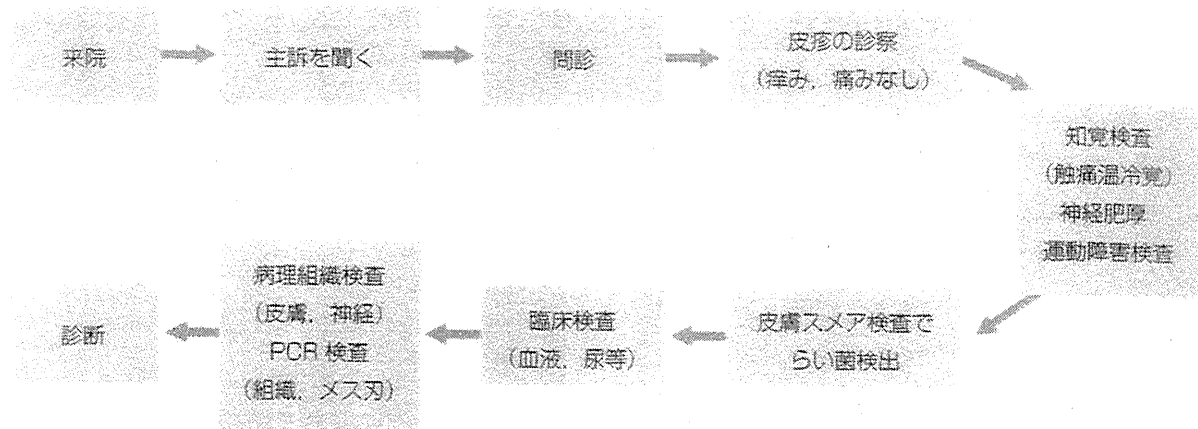 来院
主訴を聞く
問診
皮疹の診察
(痒み，痛みなし)
知覚検査
(触痛温冷覚)
神経肥厚
運動障害検査
皮膚スメア検査で
らい菌検出
臨床検査
(血液，尿等)
病理組織検査
(皮膚，神経)
PCR 検査
(組織，メス刃)
診断